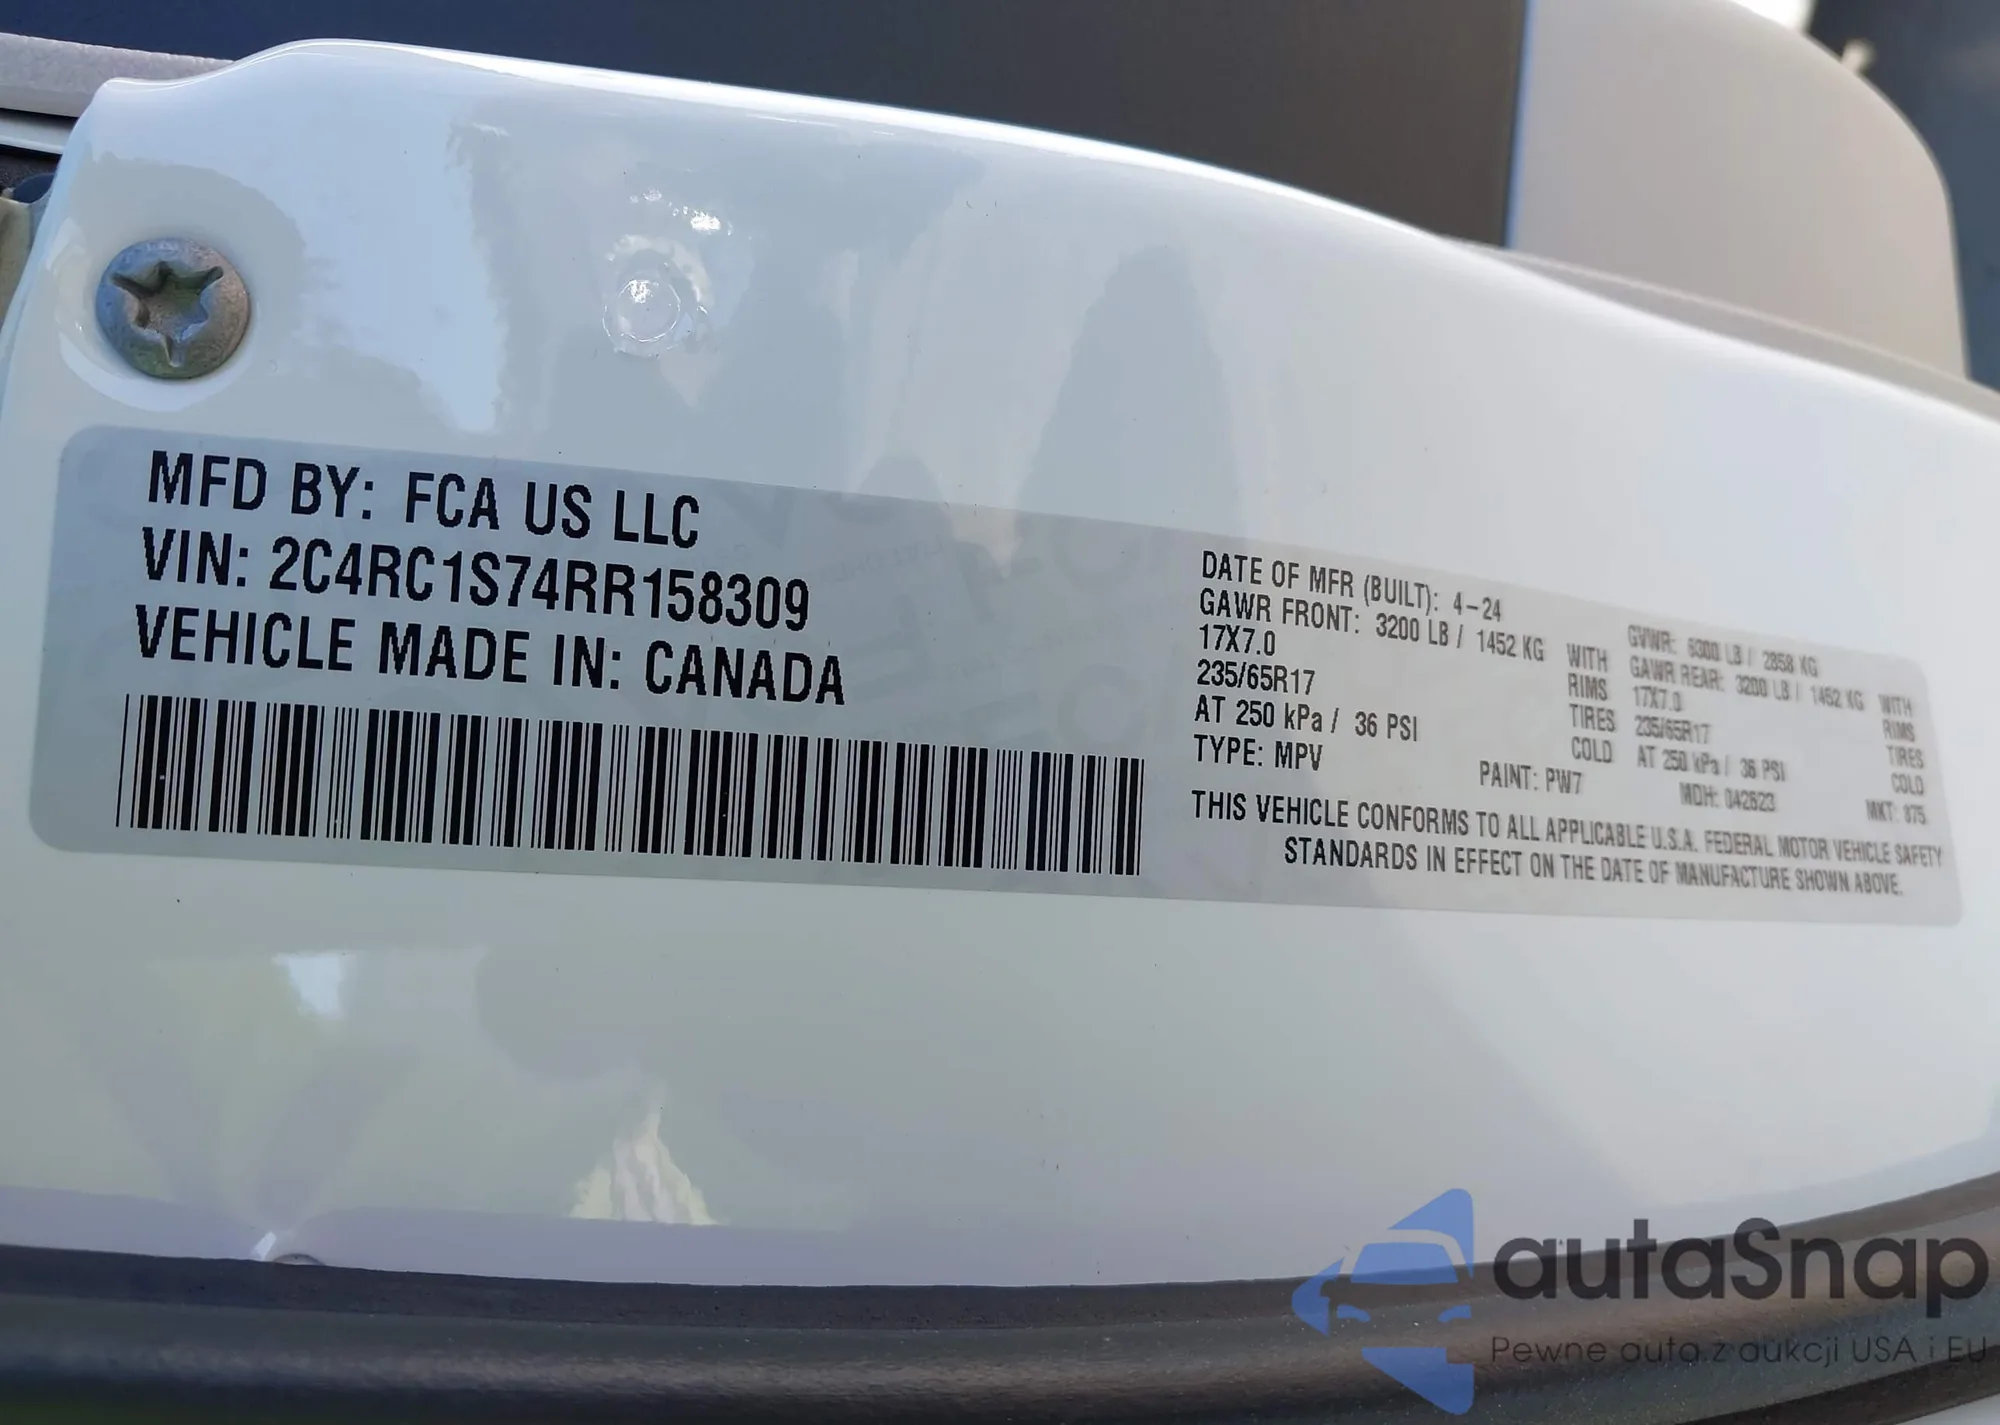 MFD BY: FCA US LLC
VIN: 2C4RC1S74RR158309
VEHICLE MADE IN: CANADA
DATE OF MFR (BUILT): 4-24 GVWR: 6300 LB / 2858 KG
GAWR FRONT: 3200 LB / 1452 KG WITH GAWR REAR: 3200 LB / 1452 KG WITH
17X7.0 RIMS 17X7.0 RIMS
235/65R17 TIRES 235/65R17 TIRES
AT 250 kPa / 36 PSI COLD AT 250 kPa / 36 PSI COLD
TYPE: MPV PAINT: PW7 MDH: 042623 MKT: 875
THIS VEHICLE CONFORMS TO ALL APPLICABLE U.S.A. FEDERAL MOTOR VEHICLE SAFETY
STANDARDS IN EFFECT ON THE DATE OF MANUFACTURE SHOWN ABOVE.
autaSnap
Pewne auta z aukcji USA i EU